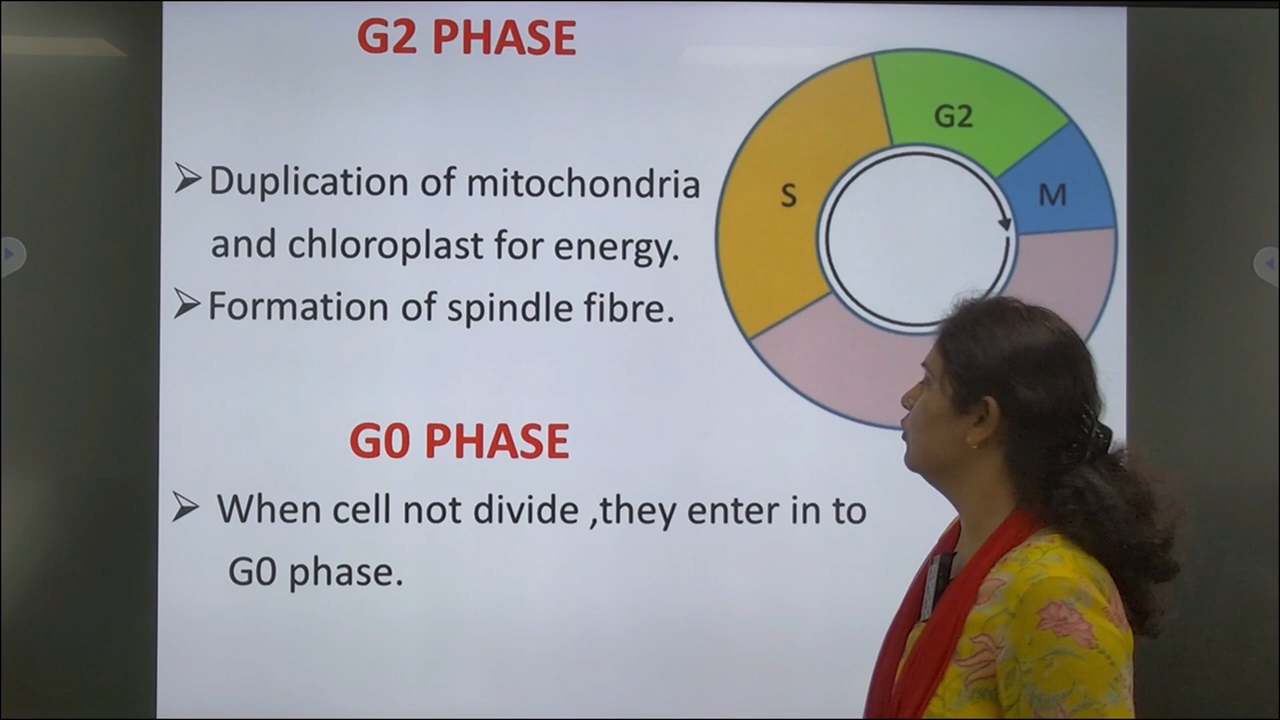 G2 PHASE
➢Duplication of mitochondria
and chloroplast for energy.
➢Formation of spindle fibre.
G0 PHASE
➢ When cell not divide ,they enter in to
G0 phase.
G2
S
M